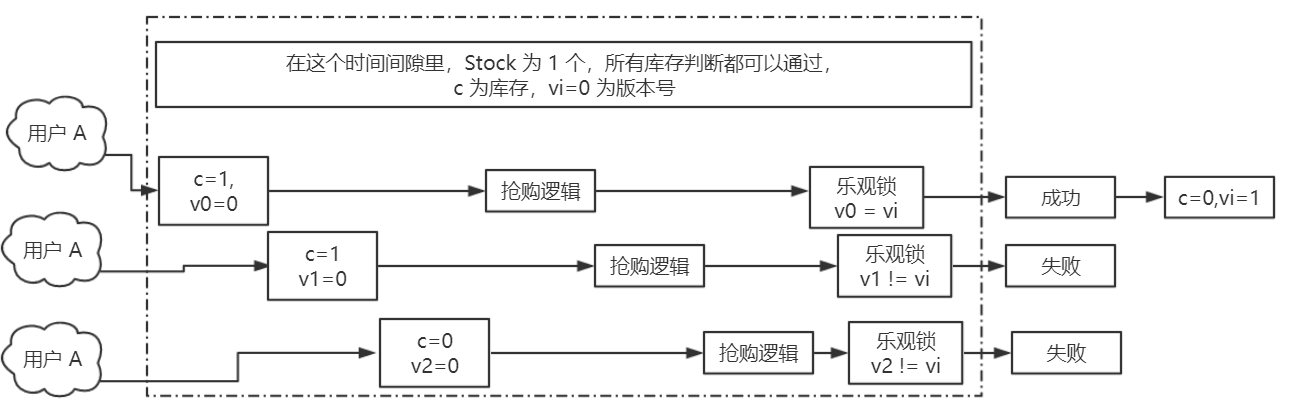 在这个时间间隙里，Stock 为 1 个，所有库存判断都可以通过，
c 为库存，vi=0 为版本号
用户 A
c=1,
v0=0
抢购逻辑
乐观锁
v0 = vi
成功
c=0,vi=1
用户 A
c=1
v1=0
抢购逻辑
乐观锁
v1 != vi
失败
用户 A
c=0
v2=0
抢购逻辑
乐观锁
v2 != vi
失败